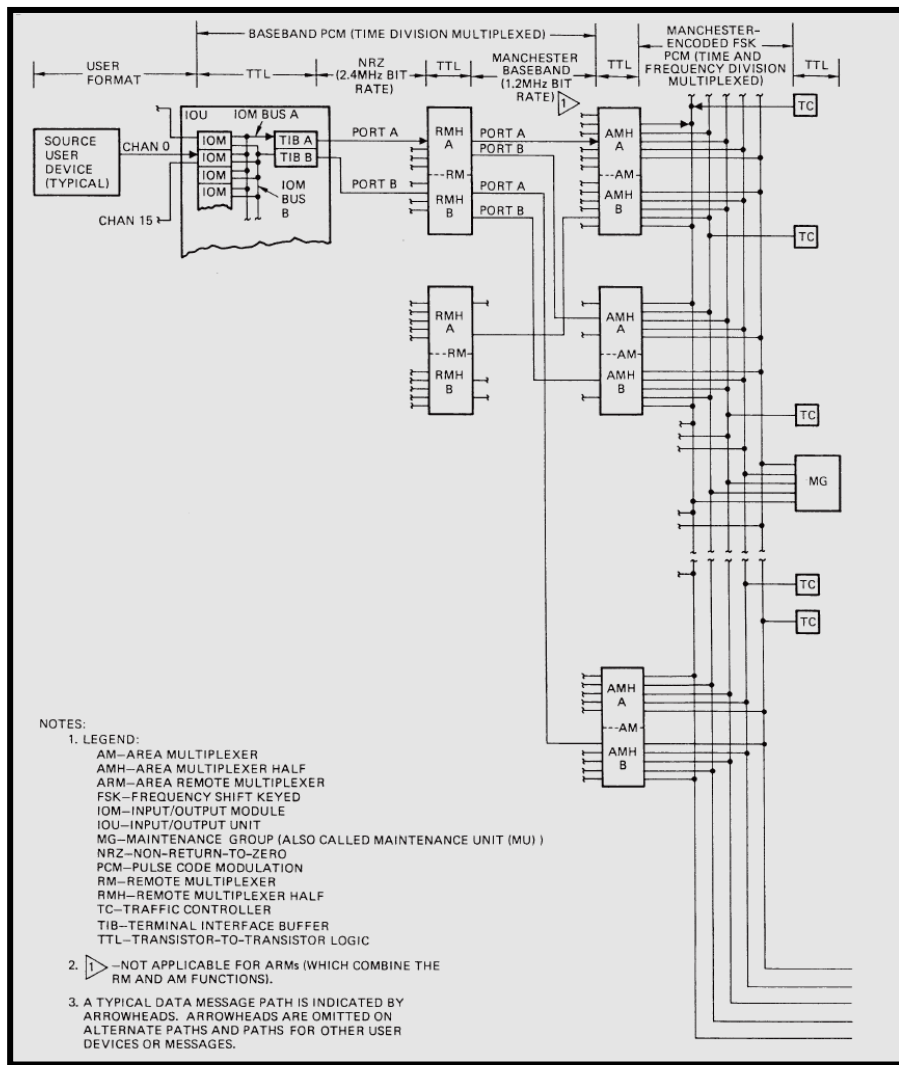 BASEBAND PCM (TIME DIVISION MULTIPLEXED)
MANCHESTER-
ENCODED FSK
PCM (TIME AND
FREQUENCY DIVISION
MULTIPLEXED)
USER
FORMAT
TTL
NRZ
(2.4MHz BIT
RATE)
TTL
MANCHESTER
BASEBAND
(1.2MHz BIT
RATE)
1
TTL
TTL
SOURCE
USER
DEVICE
(TYPICAL)
CHAN 0
CHAN 15
IOU
IOM BUS A
IOM
IOM
IOM
IOM
IOM
BUS
B
TIB A
TIB B
PORT A
PORT B
RMH
A
RM
RMH
B
PORT A
PORT B
PORT A
PORT B
AMH
A
AM
AMH
B
TC
TC
RMH
A
RM
RMH
B
AMH
A
AM
AMH
B
TC
MG
TC
TC
AMH
A
AM
AMH
B
NOTES:
1. LEGEND:
AM—AREA MULTIPLEXER
AMH—AREA MULTIPLEXER HALF
ARM—AREA REMOTE MULTIPLEXER
FSK—FREQUENCY SHIFT KEYED
IOM—INPUT/OUTPUT MODULE
IOU—INPUT/OUTPUT UNIT
MG—MAINTENANCE GROUP (ALSO CALLED MAINTENANCE UNIT (MU) )
NRZ—NON-RETURN-TO-ZERO
PCM—PULSE CODE MODULATION
RM—REMOTE MULTIPLEXER
RMH—REMOTE MULTIPLEXER HALF
TC—TRAFFIC CONTROLLER
TIB—TERMINAL INTERFACE BUFFER
TTL—TRANSISTOR-TO-TRANSISTOR LOGIC
2. 1 —NOT APPLICABLE FOR ARMs (WHICH COMBINE THE
RM AND AM FUNCTIONS).
3. A TYPICAL DATA MESSAGE PATH IS INDICATED BY
ARROWHEADS. ARROWHEADS ARE OMITTED ON
ALTERNATE PATHS AND PATHS FOR OTHER USER
DEVICES OR MESSAGES.